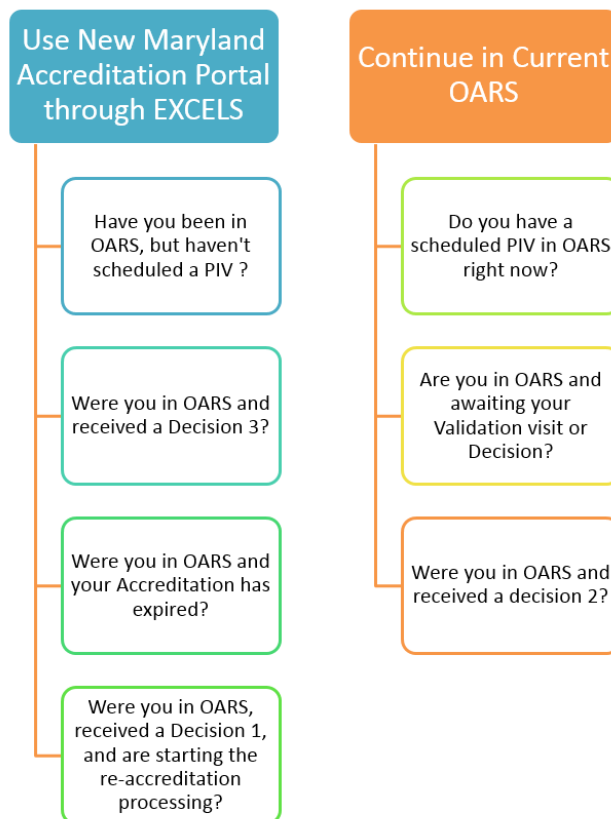 Use New Maryland
Accreditation Portal
through EXCELS
Have you been in
OARS, but haven't
scheduled a PIV ?
Were you in OARS and
received a Decision 3?
Were you in OARS and
your Accreditation has
expired?
Were you in OARS,
received a Decision 1,
and are starting the
re-accreditation
processing?
Continue in Current
OARS
Do you have a
scheduled PIV in OARS
right now?
Are you in OARS and
awaiting your
Validation visit or
Decision?
Were you in OARS and
received a decision 2?